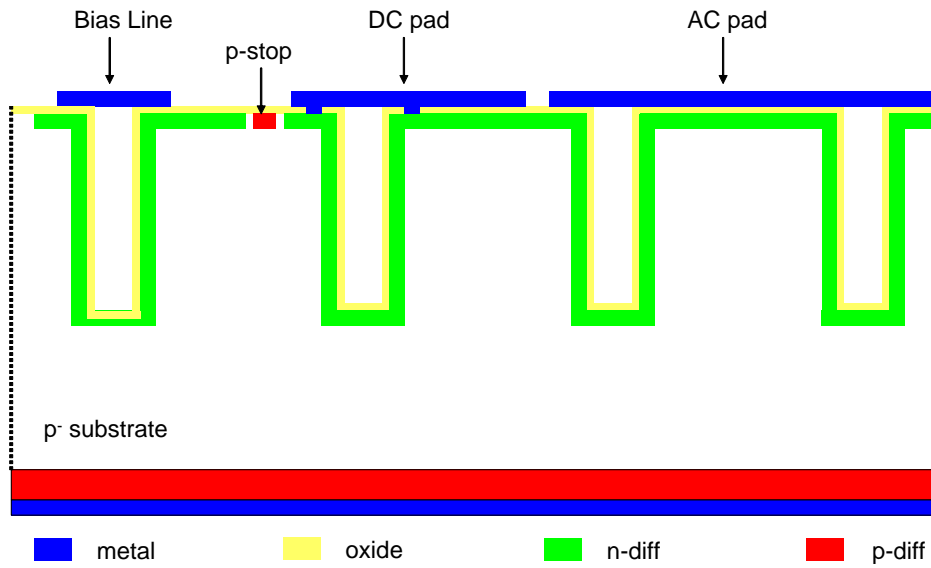 Bias Line
DC pad
AC pad
p-stop
p- substrate
metal
oxide
n-diff
p-diff